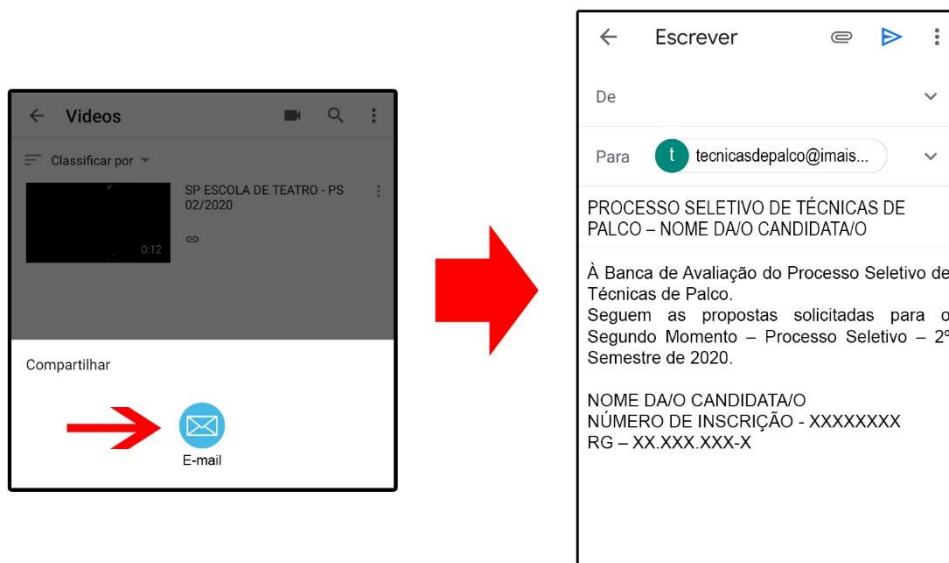 Videos
Classificar por
SP ESCOLA DE TEATRO - PS
02/2020
0:12
Compartilhar
E-mail
Escrever
De
Para
t
tecnicasdepalco@imais...
PROCESSO SELETIVO DE TÉCNICAS DE
PALCO – NOME DA/O CANDIDATA/O
À Banca de Avaliação do Processo Seletivo de
Técnicas de Palco.
Seguem as propostas solicitadas para o
Segundo Momento – Processo Seletivo – 2º
Semestre de 2020.
NOME DA/O CANDIDATA/O
NÚMERO DE INSCRIÇÃO - XXXXXXXX
RG – XX.XXX.XXX-X